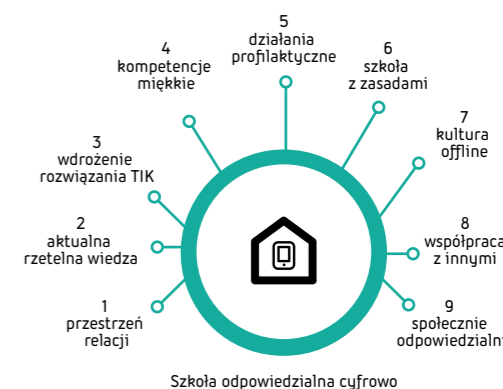 1
przestrzeń
relacji
2
aktualna
rzetelna wiedza
3
wdrożenie
rozwiązania TIK
4
kompetencje
miękkie
5
działania
profilaktyczne
6
szkoła
z zasadami
7
kultura
offline
8
współpraca
z innymi
9
społecznie
odpowiedzialni
Szkoła odpowiedzialna cyfrowo